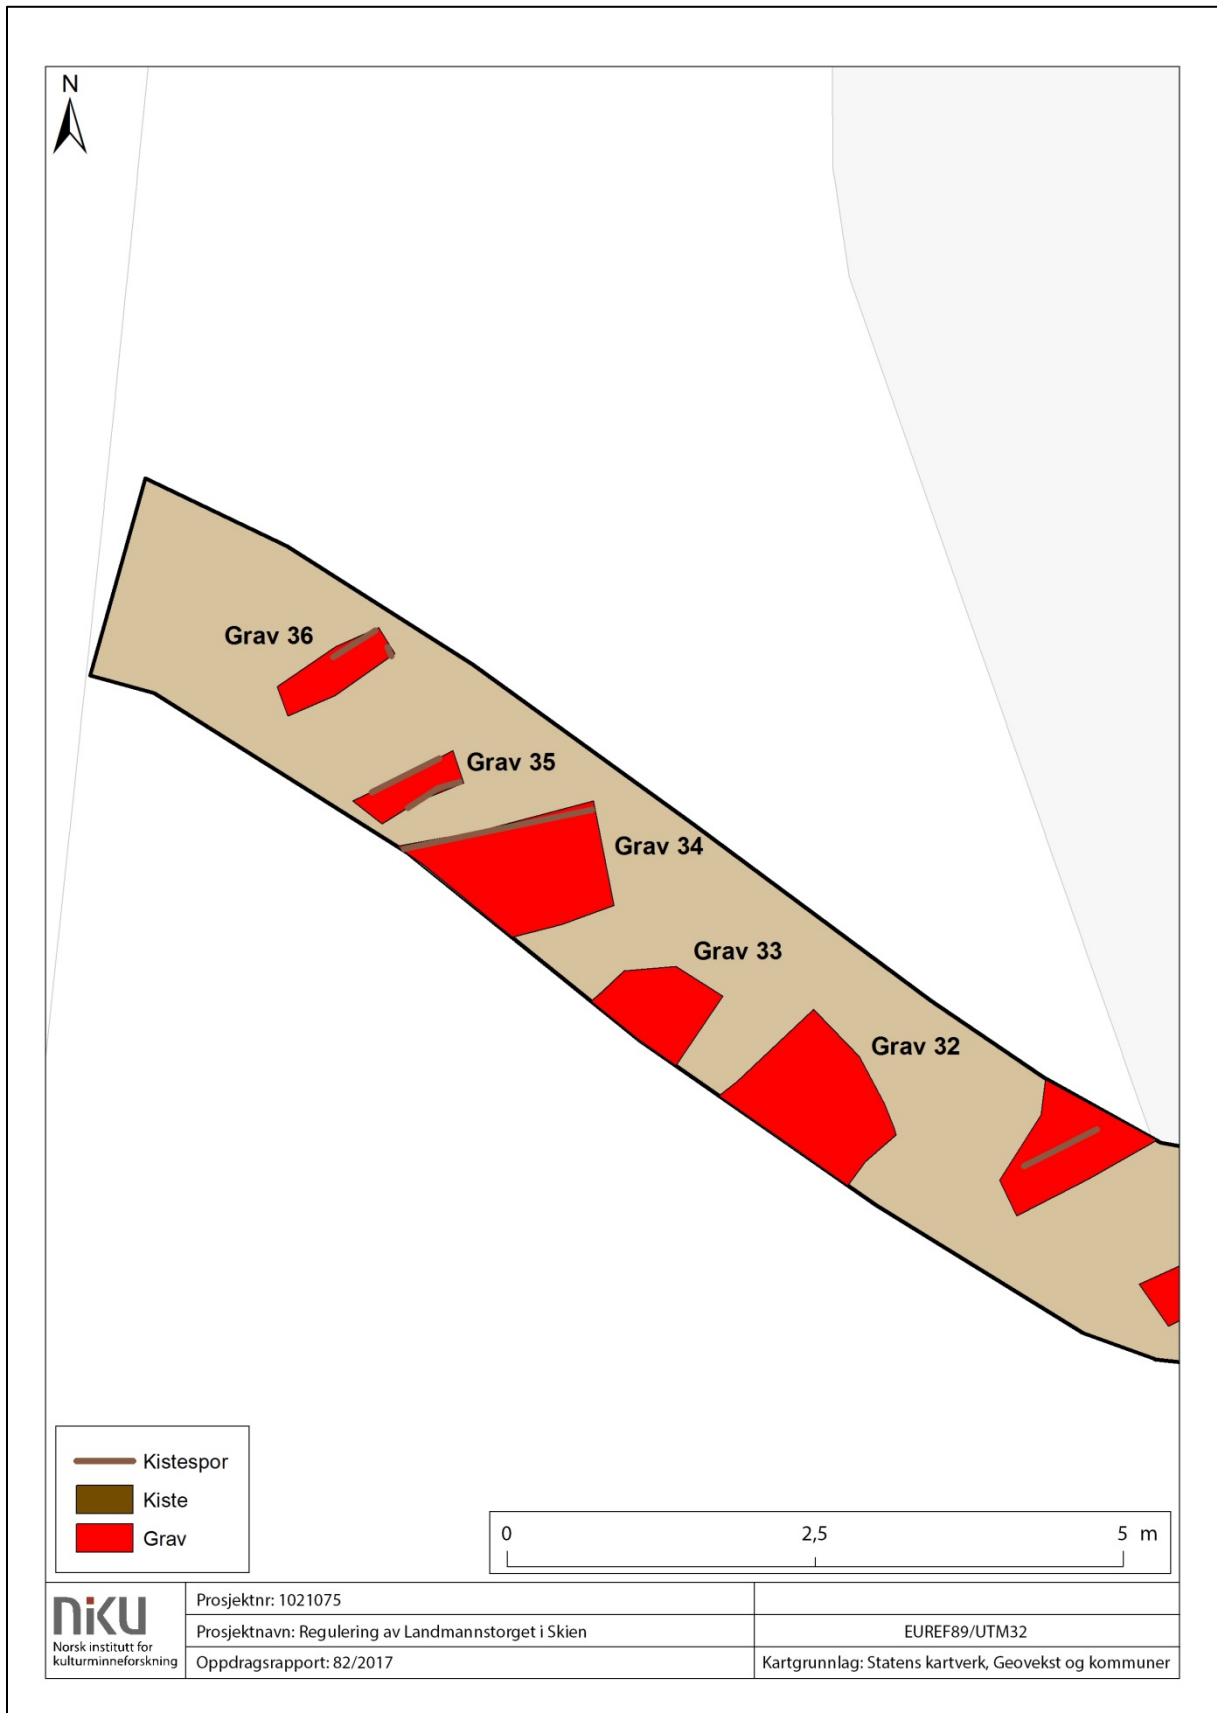 N
Grav 36
Grav 35
Grav 34
Grav 33
Grav 32
Kistespor
Kiste
Grav
0 2,5 5 m
niku
Norsk institutt for
kulturminneforskning
Prosjektnr: 1021075
Prosjektnavn: Regulering av Landmannstorget i Skien
EUREF89/UTM32
Oppdragsrapport: 82/2017
Kartgrunnlag: Statens kartverk, Geovekst og kommuner